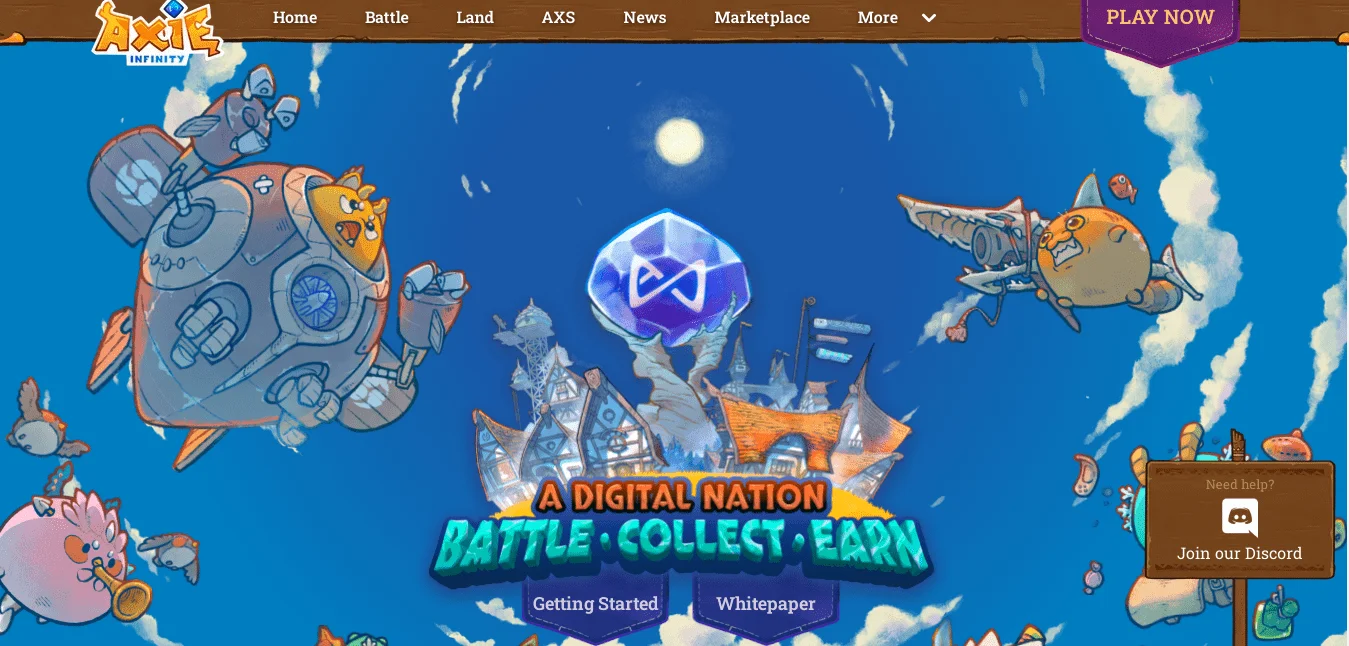 AXIE
INFINITY
Home Battle Land AXS News Marketplace More
PLAY NOW
A DIGITAL NATION
BATTLE · COLLECT · EARN
Getting Started Whitepaper
Need help?
Join our Discord